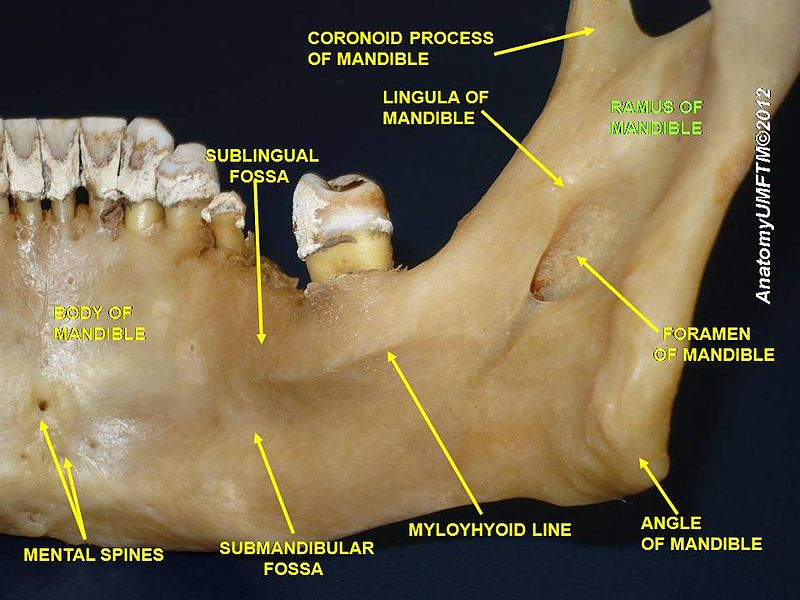 CORONOID PROCESS
OF MANDIBLE
LINGULA OF
MANDIBLE
RAMUS OF
MANDIBLE
SUBLINGUAL
FOSSA
BODY OF
MANDIBLE
FORAMEN
OF MANDIBLE
MENTAL SPINES
SUBMANDIBULAR
FOSSA
MYLOYHYOID LINE
ANGLE
OF MANDIBLE
AnatomyUMFTM©2012